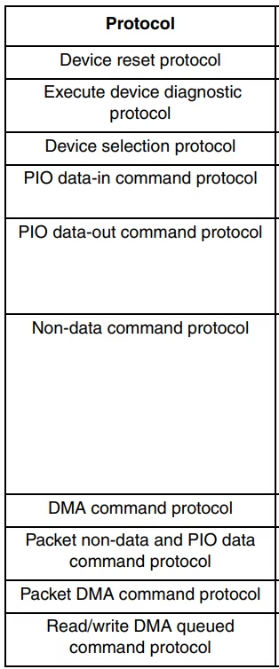 Protocol
Device reset protocol
Execute device diagnostic
protocol
Device selection protocol
PIO data-in command protocol
PIO data-out command protocol
Non-data command protocol
DMA command protocol
Packet non-data and PIO data
command protocol
Packet DMA command protocol
Read/write DMA queued
command protocol